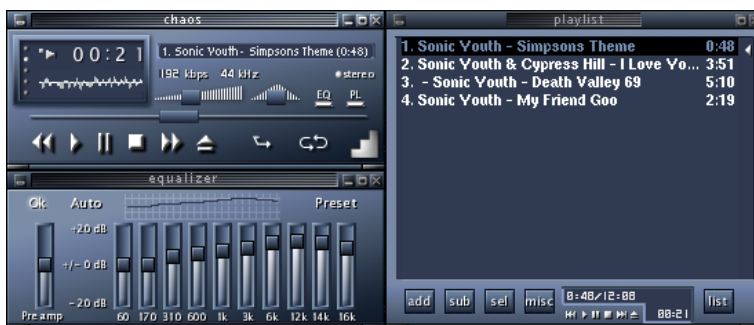 chaos
00:21
1. Sonic Youth - Simpsons Theme (0:48)
192 kbps 44 kHz
stereo
EQ PL
equalizer
Ok Auto Preset
+20 dB
+/- 0 dB
-20 dB
Pre amp 60 170 310 600 1k 3k 6k 12k 14k 16k
playlist
1. Sonic Youth - Simpsons Theme 0:48
2. Sonic Youth & Cypress Hill - I Love Yo... 3:51
3. - Sonic Youth - Death Valley 69 5:10
4. Sonic Youth - My Friend Goo 2:19
add sub sel misc 0:48/12:08 list
00:21